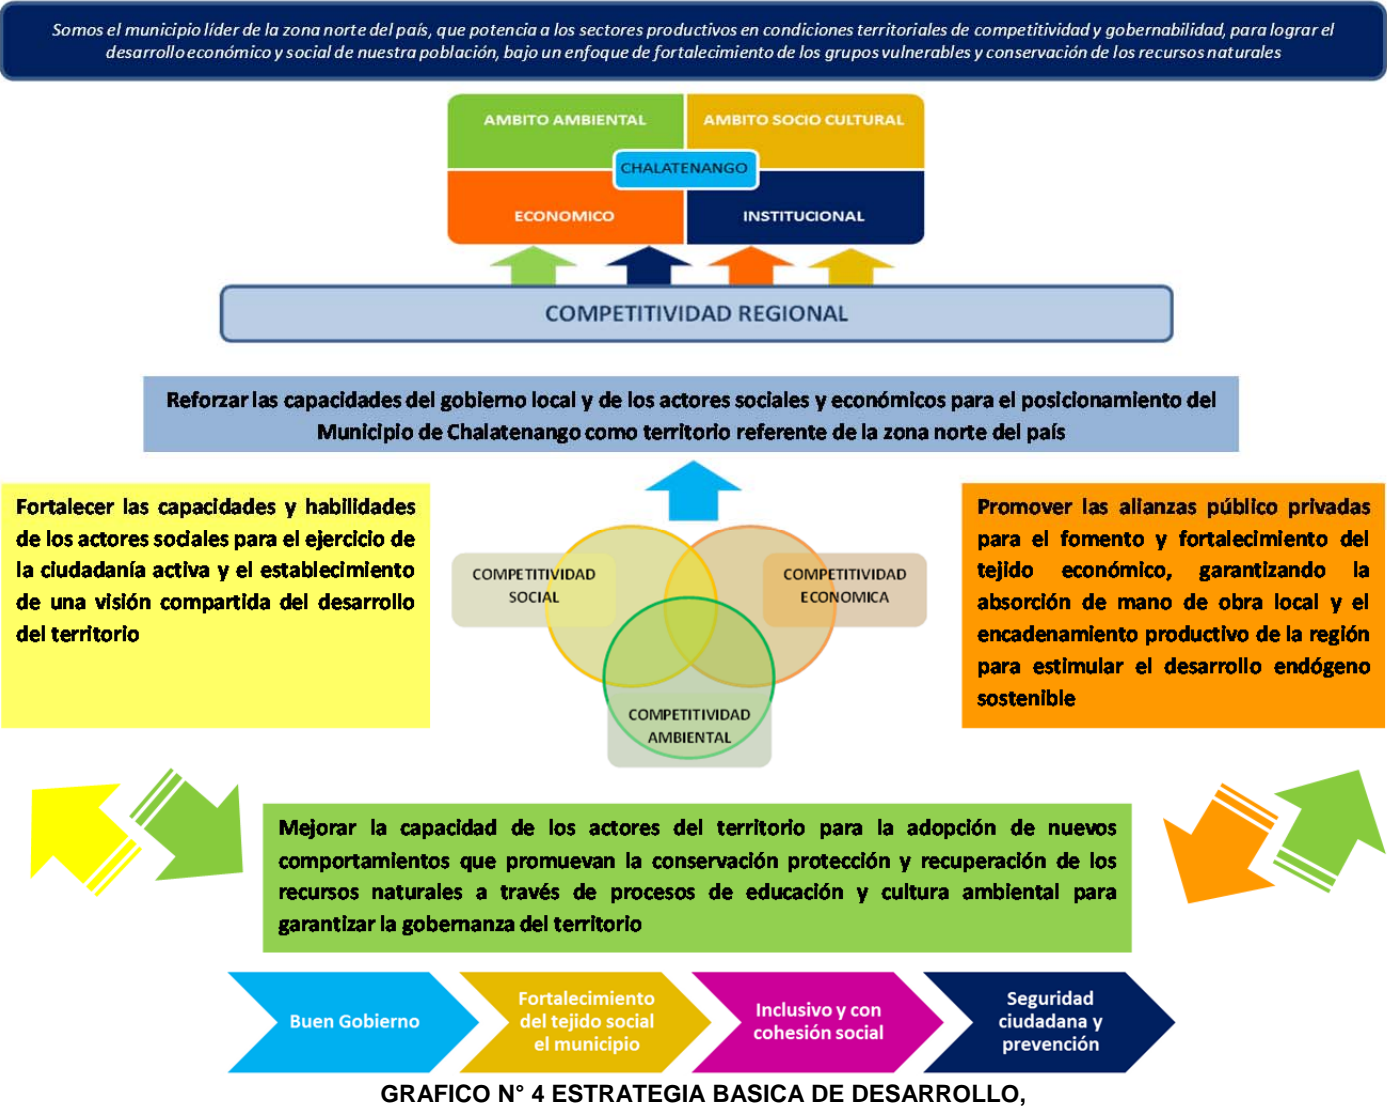 Somos el municipio líder de la zona norte del país, que potencia a los sectores productivos en condiciones territoriales de competitividad y gobernabilidad, para lograr el
desarrollo económico y social de nuestra población, bajo un enfoque de fortalecimiento de los grupos vulnerables y conservación de los recursos naturales
AMBITO AMBIENTAL
AMBITO SOCIO CULTURAL
CHALATENANGO
ECONOMICO
INSTITUCIONAL
COMPETITIVIDAD REGIONAL
Reforzar las capacidades del gobierno local y de los actores sociales y económicos para el posicionamiento del
Municipio de Chalatenango como territorio referente de la zona norte del país
Fortalecer las capacidades y habilidades
de los actores sociales para el ejercicio de
la ciudadanía activa y el establecimiento
de una visión compartida del desarrollo
del territorio
COMPETITIVIDAD
SOCIAL
COMPETITIVIDAD
ECONOMICA
COMPETITIVIDAD
AMBIENTAL
Promover las alianzas público privadas
para el fomento y fortalecimiento del
tejido económico, garantizando la
absorción de mano de obra local y el
encadenamiento productivo de la región
para estimular el desarrollo endógeno
sostenible
Mejorar la capacidad de los actores del territorio para la adopción de nuevos
comportamientos que promuevan la conservación protección y recuperación de los
recursos naturales a través de procesos de educación y cultura ambiental para
garantizar la gobernanza del territorio
Buen Gobierno
Fortalecimiento
del tejido social
el municipio
Inclusivo y con
cohesión social
Seguridad
ciudadana y
prevención
GRAFICO N° 4 ESTRATEGIA BASICA DE DESARROLLO,